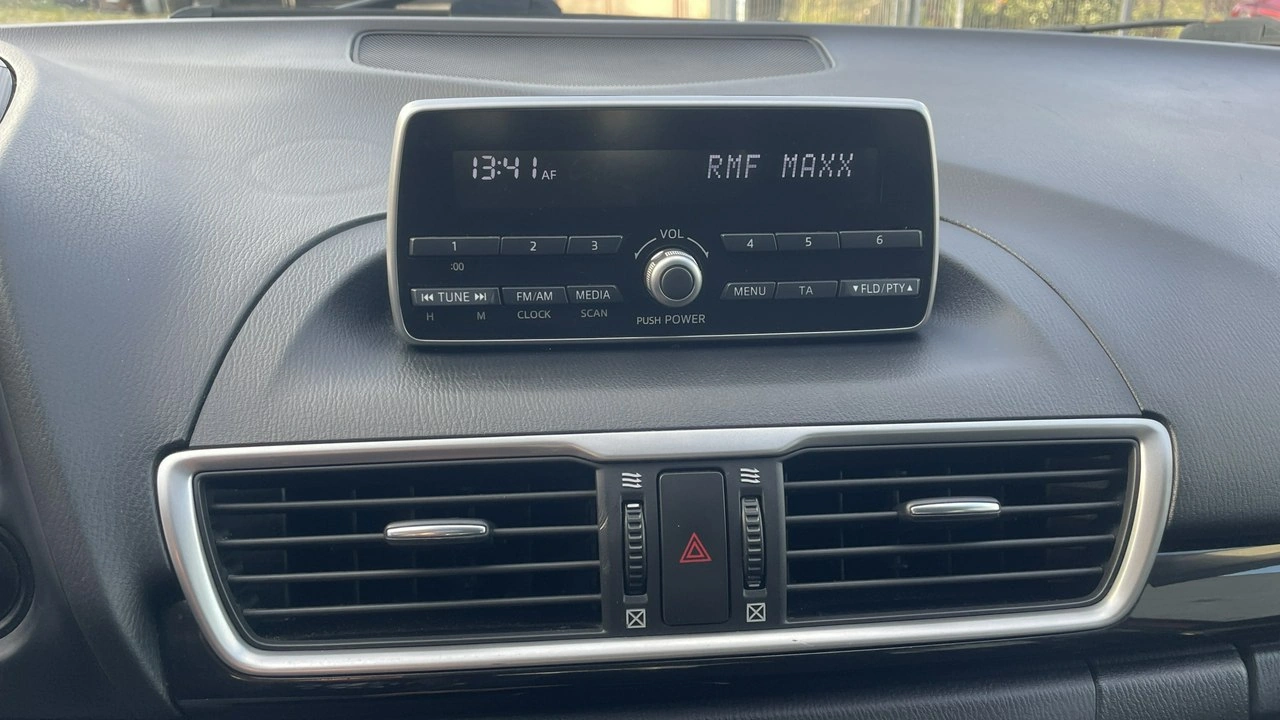 13:41 AF RMF MAXX
VOL
1 2 3 4 5 6
:00
TUNE FM/AM MEDIA MENU TA ▼FLD/PTY▲
H M CLOCK SCAN PUSH POWER